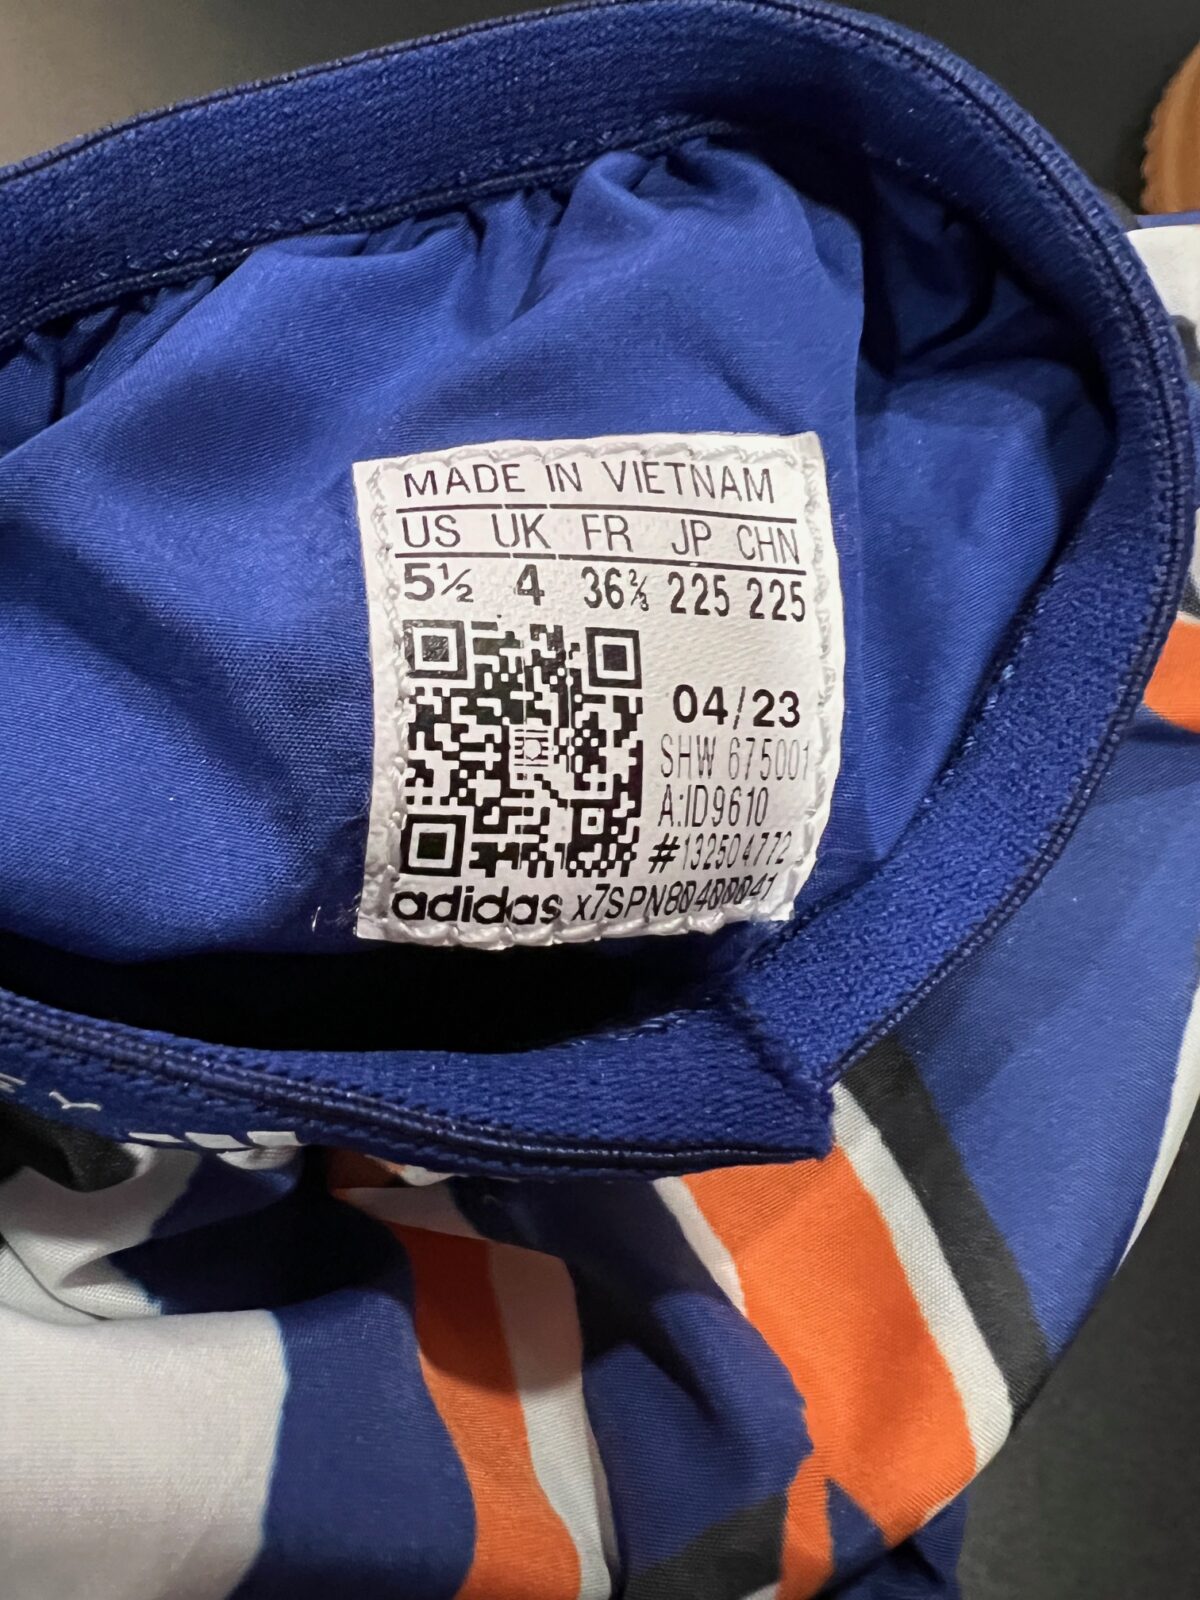 MADE IN VIETNAM
US UK FR JP CHN
5½ 4 36⅔ 225 225
04/23
SHW 675001
A:ID9610
#132504772
adidas x7SPN80400041